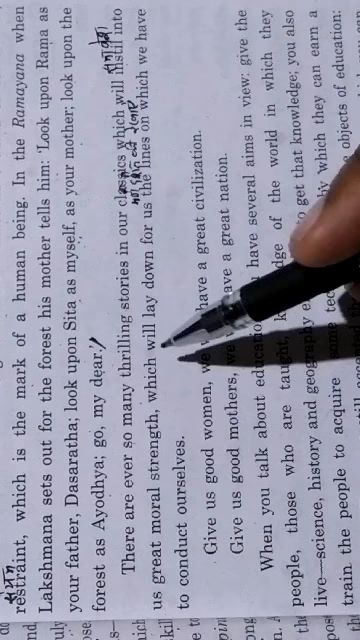 restraint, which is the mark of a human being. In the Ramayana when
Lakshmana sets out for the forest his mother tells him: 'Look upon Rama as
your father, Dasaratha; look upon Sita as myself, as your mother; look upon the
forest as Ayodhya; go, my dear.'
There are ever so many thrilling stories in our classics which will instil into
us great moral strength, which will lay down for us the lines on which we have
to conduct ourselves.
Give us good women, we have a great civilization.
Give us good mothers, we have a great nation.
When you talk about education have several aims in view: give the
people, those who are taught, of the world in which they
live—science, history and geography to get that knowledge; you also
train the people to acquire some by which they can earn a
objects of education: